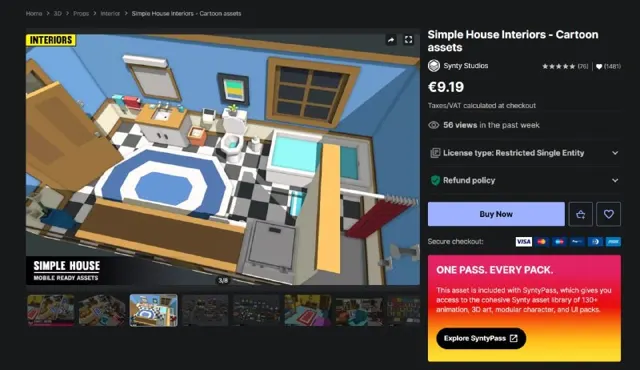 Home > 3D > Props > Interior > Simple House Interiors - Cartoon assets
INTERIORS
SIMPLE HOUSE
MOBILE READY ASSETS
3/8
Simple House Interiors - Cartoon
assets
Synty Studios
(76)
(1481)
€9.19
Taxes/VAT calculated at checkout
56 views in the past week
License type: Restricted Single Entity
Refund policy
Buy Now
Secure checkout:
VISA
ONE PASS. EVERY PACK.
This asset is included with SyntyPass, which gives you
access to the cohesive Synty asset library of 130+
animation, 3D art, modular character, and UI packs.
Explore SyntyPass